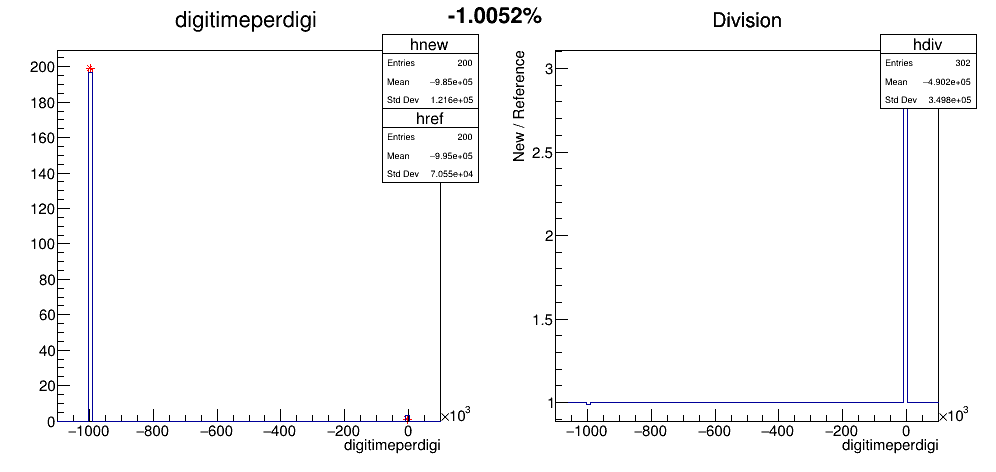 digitimeperdigi
-1.0052%
Division
hnew
Entries 200
Mean −9.85e+05
Std Dev 1.216e+05
href
Entries 200
Mean −9.95e+05
Std Dev 7.055e+04
200
180
160
140
120
100
80
60
40
20
0
−1000 −800 −600 −400 −200 0
×10³
digitimeperdigi
hdiv
Entries 302
Mean −4.902e+05
Std Dev 3.498e+05
New / Reference
3
2.5
2
1.5
1
−1000 −800 −600 −400 −200 0
×10³
digitimeperdigi